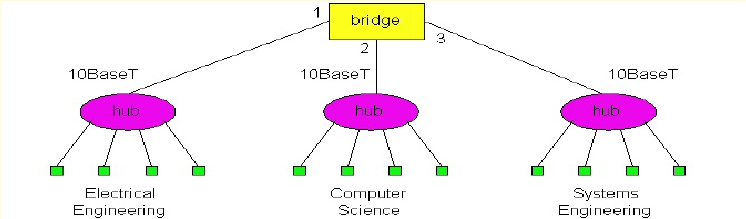 1
bridge
2
3
10BaseT
10BaseT
10BaseT
hub
hub
hub
Electrical
Engineering
Computer
Science
Systems
Engineering